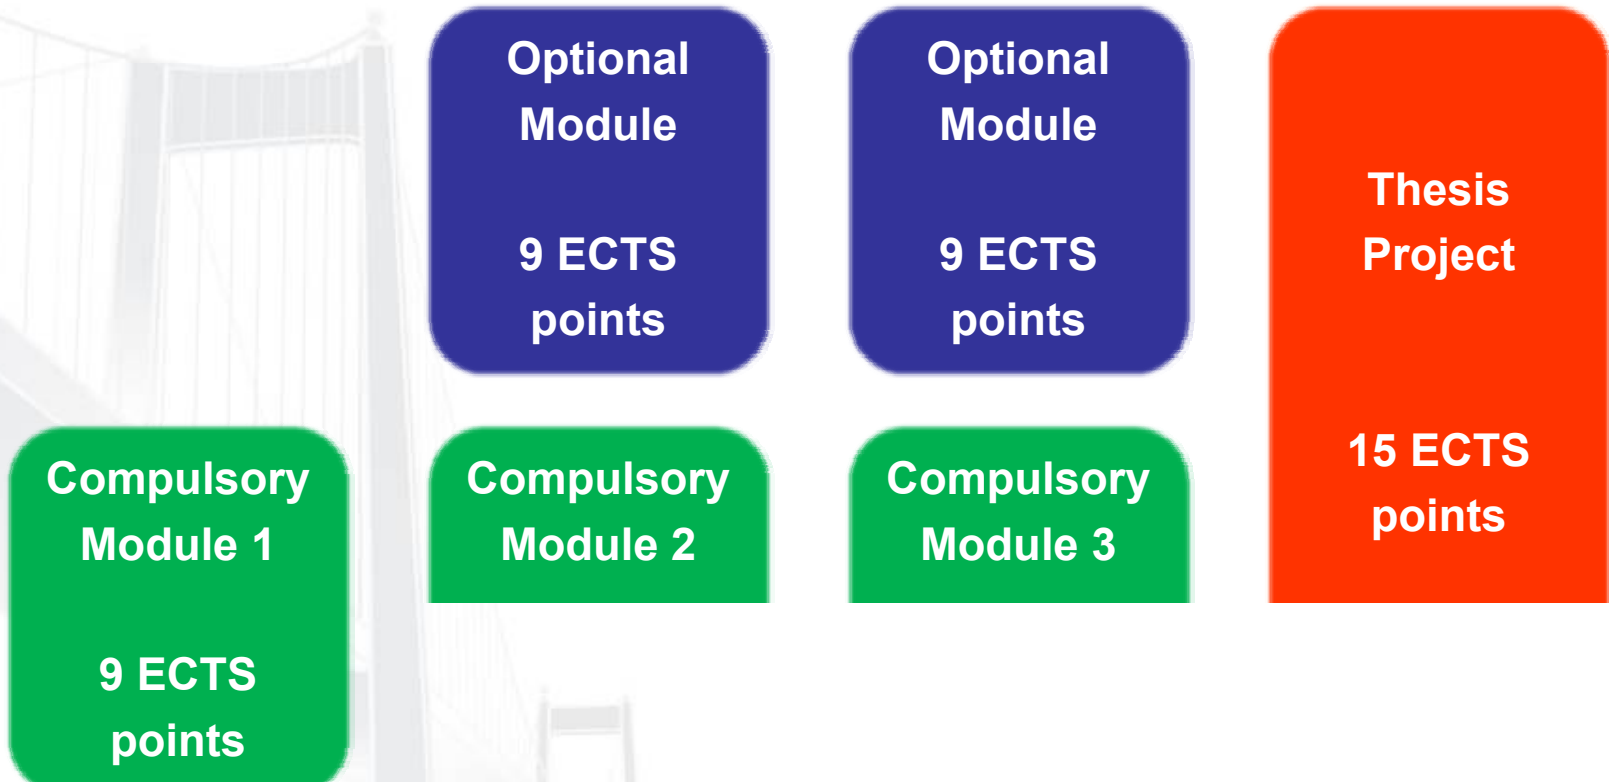 Optional
Module
9 ECTS
points
Optional
Module
9 ECTS
points
Thesis
Project
15 ECTS
points
Compulsory
Module 1
9 ECTS
points
Compulsory
Module 2
Compulsory
Module 3